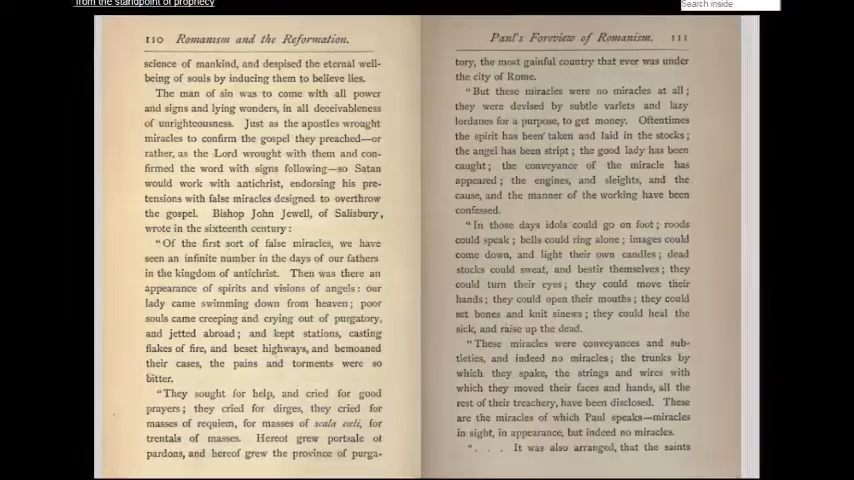 from the standpoint of prophecy
Search inside
110 Romanism and the Reformation.
science of mankind, and despised the eternal well-
being of souls by inducing them to believe lies.
The man of sin was to come with all power
and signs and lying wonders, in all deceivableness
of unrighteousness. Just as the apostles wrought
miracles to confirm the gospel they preached—or
rather, as the Lord wrought with them and con-
firmed the word with signs following—so Satan
would work with antichrist, endorsing his pre-
tensions with false miracles designed to overthrow
the gospel. Bishop John Jewell, of Salisbury,
wrote in the sixteenth century:
"Of the first sort of false miracles, we have
seen an infinite number in the days of our fathers
in the kingdom of antichrist. Then was there an
appearance of spirits and visions of angels: our
lady came swimming down from heaven; poor
souls came creeping and crying out of purgatory,
and jetted abroad; and kept stations, casting
flakes of fire, and beset highways, and bemoaned
their cases, the pains and torments were so
bitter.
"They sought for help, and cried for good
prayers; they cried for dirges, they cried for
masses of requiem, for masses of scala cœli, for
trentals of masses. Hereof grew portsale of
pardons, and hereof grew the province of purga-
Paul's Foreview of Romanism. 111
tory, the most gainful country that ever was under
the city of Rome.
"But these miracles were no miracles at all;
they were devised by subtle varlets and lazy
lordanes for a purpose, to get money. Oftentimes
the spirit has been taken and laid in the stocks;
the angel has been stript; the good lady has been
caught; the conveyance of the miracle has
appeared; the engines, and sleights, and the
cause, and the manner of the working have been
confessed.
"In those days idols could go on foot; roods
could speak; bells could ring alone; images could
come down, and light their own candles; dead
stocks could sweat, and bestir themselves; they
could turn their eyes; they could move their
hands; they could open their mouths; they could
set bones and knit sinews; they could heal the
sick, and raise up the dead.
"These miracles were conveyances and sub-
tleties, and indeed no miracles; the trunks by
which they spake, the strings and wires with
which they moved their faces and hands, all the
rest of their treachery, have been disclosed. These
are the miracles of which Paul speaks—miracles
in sight, in appearance, but indeed no miracles.
". . . It was also arranged, that the saints